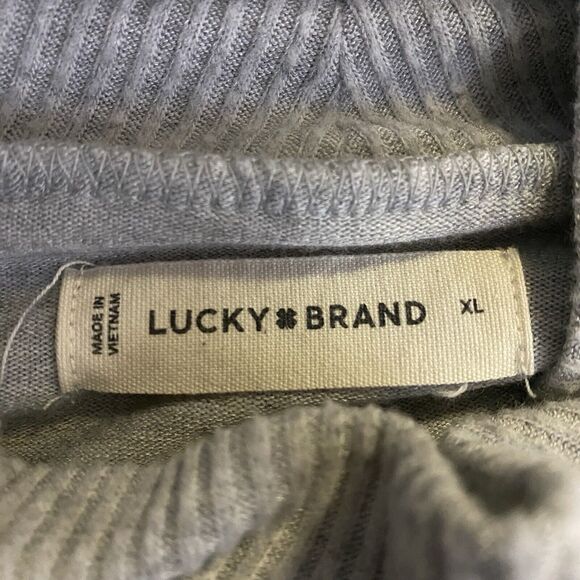 MADE IN
VIETNAM
LUCKY BRAND
XL